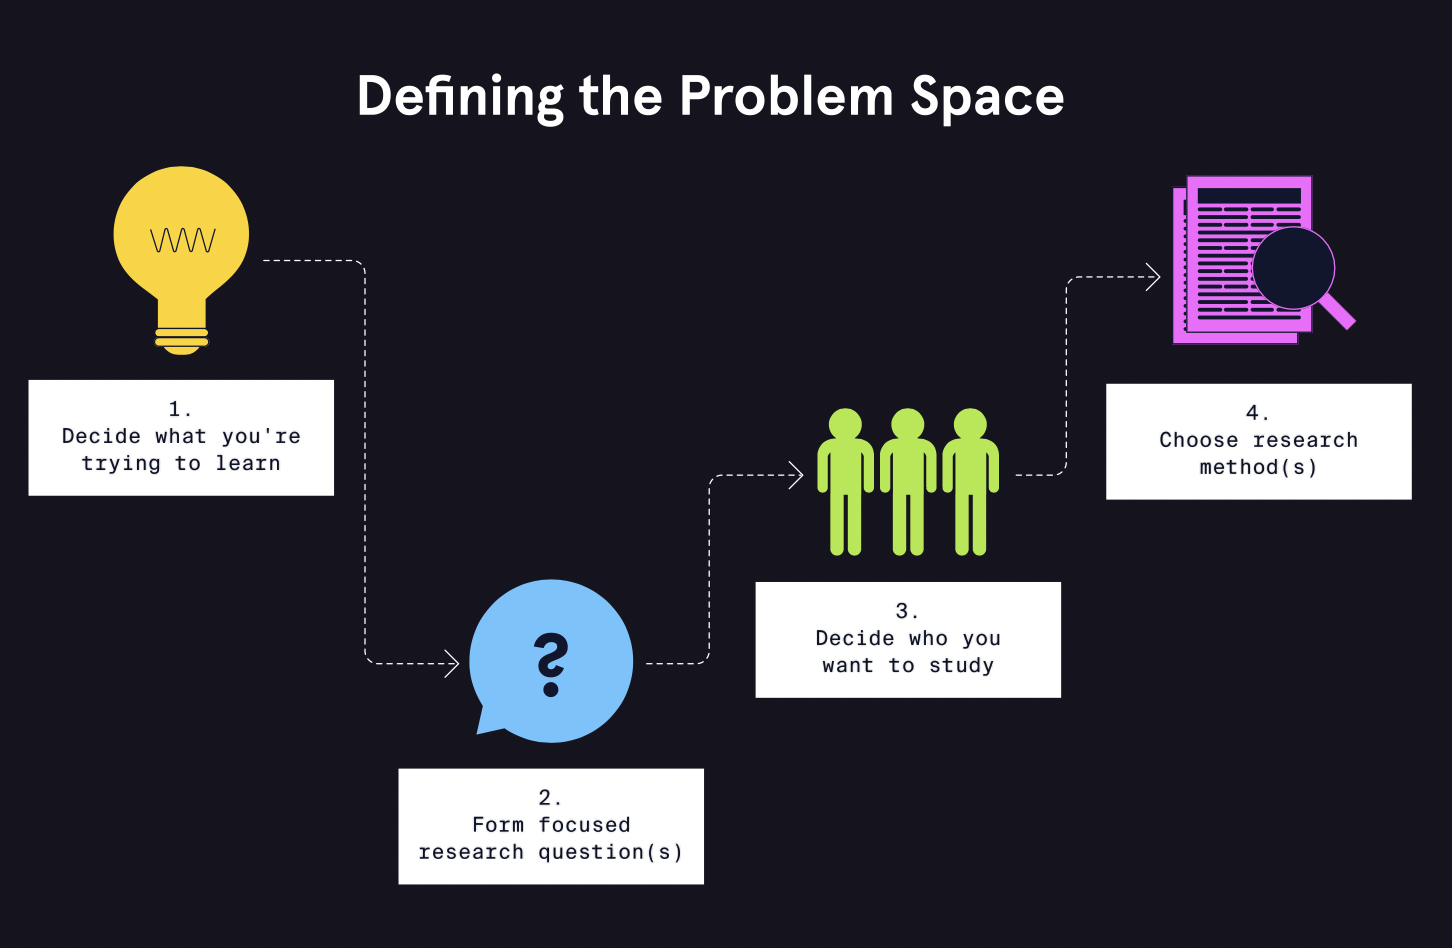 Defining the Problem Space
1.
Decide what you're
trying to learn
?
2.
Form focused
research question(s)
3.
Decide who you
want to study
4.
Choose research
method(s)